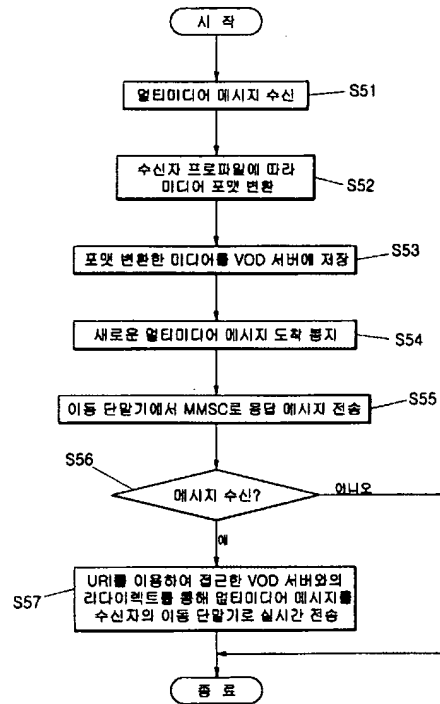 시 작
멀티미디어 메시지 수신
S51
수신자 프로파일에 따라
미디어 포맷 변환
S52
포맷 변환한 미디어를 VOD 서버에 저장
S53
새로운 멀티미디어 메시지 도착 통지
S54
이동 단말기에서 MMSC로 응답 메시지 전송
S55
S56
메시지 수신?
아니오
예
S57
URI를 이용하여 접근한 VOD 서버와의
리다이렉트를 통해 멀티미디어 메시지를
수신자의 이동 단말기로 실시간 전송
종 료